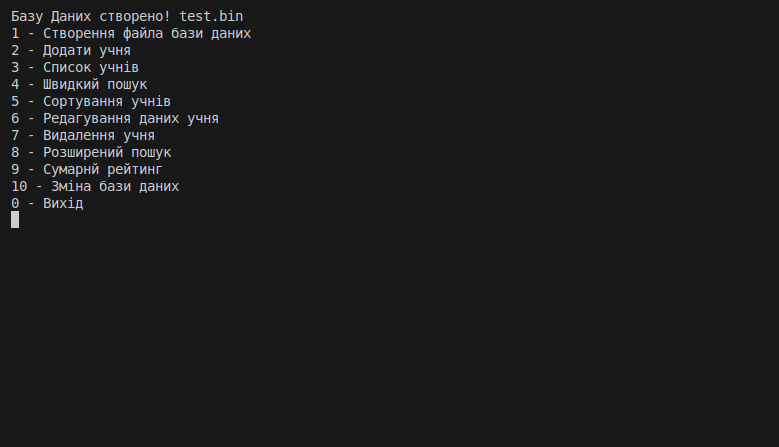 Базу Даних створено! test.bin
1 - Створення файла бази даних
2 - Додати учня
3 - Список учнів
4 - Швидкий пошук
5 - Сортування учнів
6 - Редагування даних учня
7 - Видалення учня
8 - Розширений пошук
9 - Сумарнй рейтинг
10 - Зміна бази даних
0 - Вихід